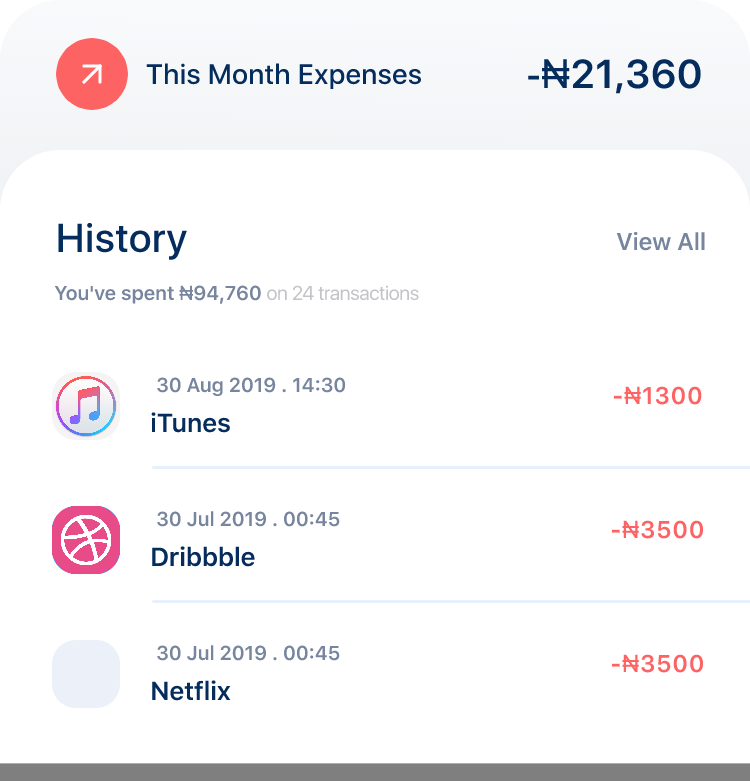 This Month Expenses -₦21,360
History View All
You've spent ₦94,760 on 24 transactions
30 Aug 2019 . 14:30
iTunes -₦1300
30 Jul 2019 . 00:45
Dribbble -₦3500
30 Jul 2019 . 00:45
Netflix -₦3500